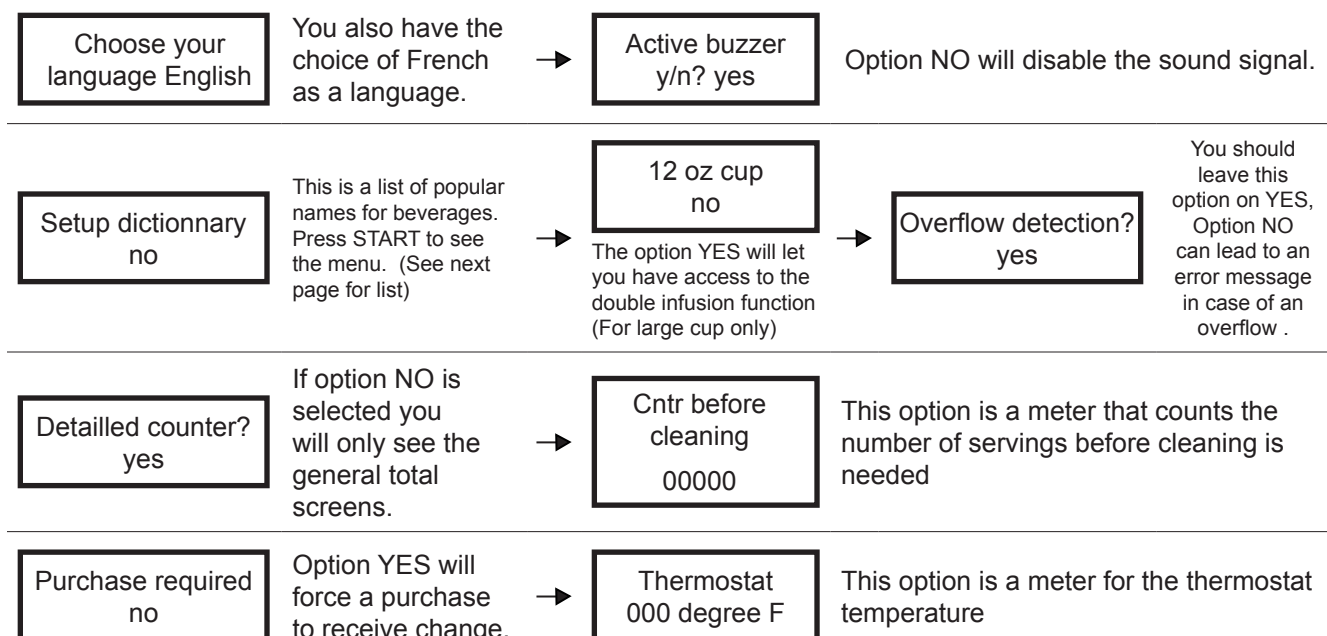 Choose your
language English
You also have the
choice of French
as a language.
Active buzzer
y/n? yes
Option NO will disable the sound signal.
Setup dictionnary
no
This is a list of popular
names for beverages.
Press START to see
the menu. (See next
page for list)
12 oz cup
no
The option YES will let
you have access to the
double infusion function
(For large cup only)
Overflow detection?
yes
You should
leave this
option on YES,
Option NO
can lead to an
error message
in case of an
overflow .
Detailled counter?
yes
If option NO is
selected you
will only see the
general total
screens.
Cntr before
cleaning
00000
This option is a meter that counts the
number of servings before cleaning is
needed
Purchase required
no
Option YES will
force a purchase
to receive change.
Thermostat
000 degree F
This option is a meter for the thermostat
temperature